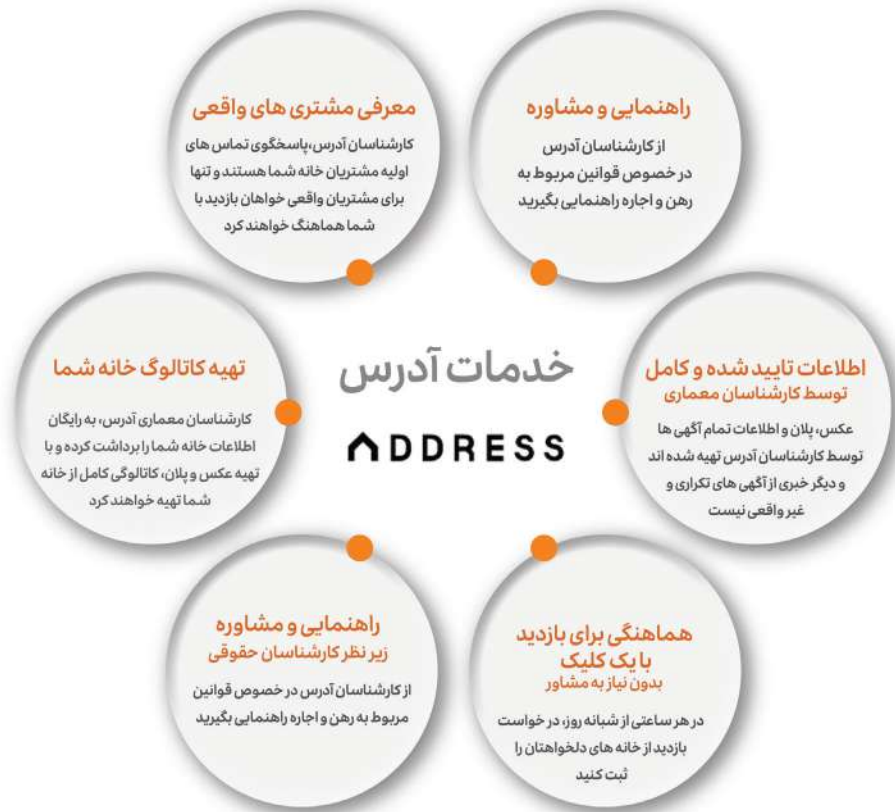 راهنمایی و مشاوره
از کارشناسان آدرس
در خصوص قوانین مربوط به
رهن و اجاره راهنمایی بگیرید
معرفی مشتری های واقعی
کارشناسان آدرس،پاسخگوی تماس های
اولیه مشتریان خانه شما هستند و تنها
برای مشتریان واقعی خواهان بازدید با
شما هماهنگ خواهند کرد
اطلاعات تایید شده و کامل
توسط کارشناسان معماری
عکس، پلان و اطلاعات تمام آگهی ها
توسط کارشناسان آدرس تهیه شده اند
و دیگر خبری از آگهی های تکراری و
غیر واقعی نیست
خدمات آدرس
ADDRESS
تهیه کاتالوگ خانه شما
کارشناسان معماری آدرس، به رایگان
اطلاعات خانه شما را برداشت کرده و با
تهیه عکس و پلان، کاتالوگی کامل از خانه
شما تهیه خواهند کرد
هماهنگی برای بازدید
با یک کلیک
بدون نیاز به مشاور
در هر ساعتی از شبانه روز، در خواست
بازدید از خانه های دلخواهتان را
ثبت کنید
راهنمایی و مشاوره
زیر نظر کارشناسان حقوقی
از کارشناسان آدرس در خصوص قوانین
مربوط به رهن و اجاره راهنمایی بگیرید